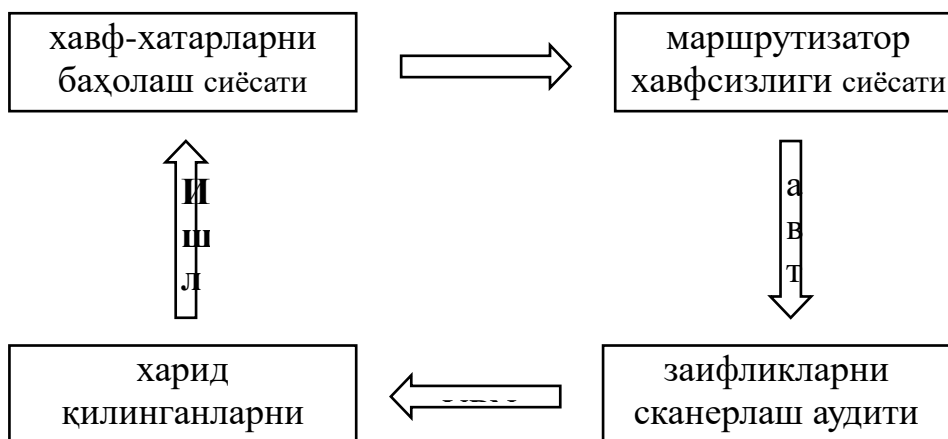 хавф-хатарларни
баҳолаш сиёсати
маршрутизатор
хавфсизлиги сиёсати
И
ш
л
а
в
т
харид
қилинганларни
заифликларни
сканерлаш аудити